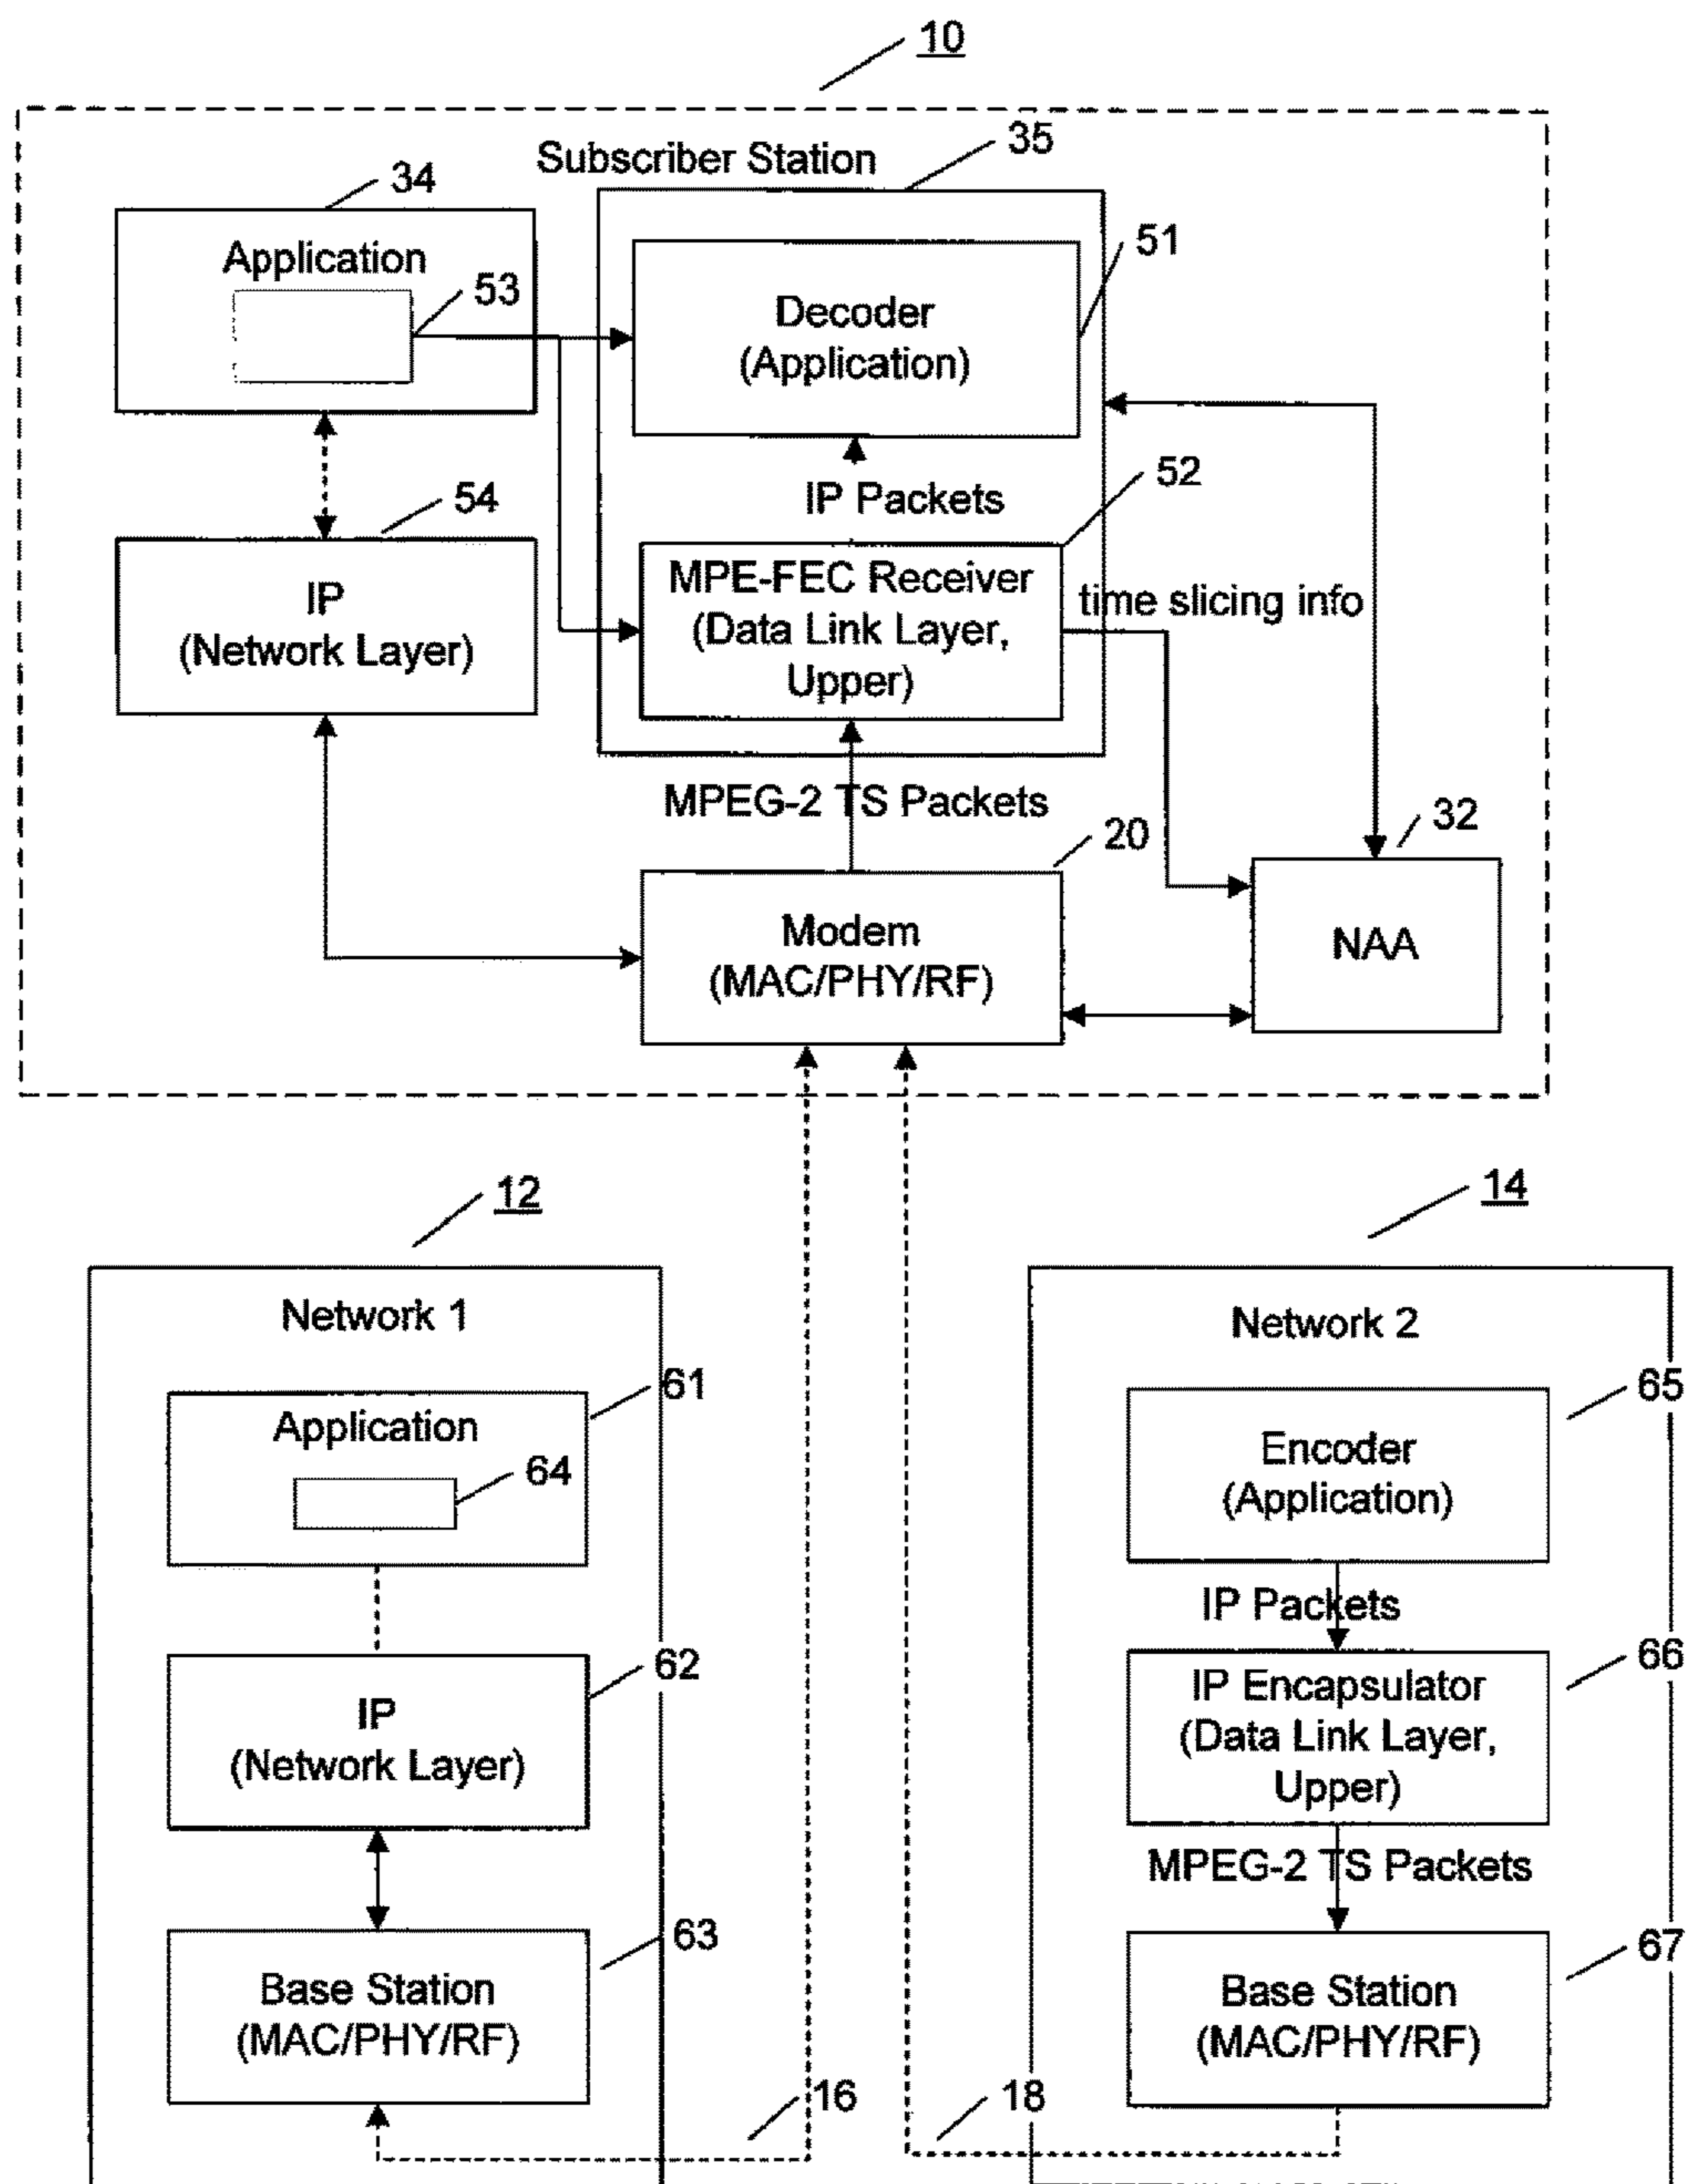 10
Subscriber Station
35
34
Application
53
Decoder
(Application)
51
IP Packets
54
IP
(Network Layer)
52
MPE-FEC Receiver
(Data Link Layer,
Upper)
time slicing info
MPEG-2 TS Packets
20
Modem
(MAC/PHY/RF)
32
NAA
12
Network 1
61
Application
64
62
IP
(Network Layer)
63
Base Station
(MAC/PHY/RF)
16
14
Network 2
65
Encoder
(Application)
IP Packets
66
IP Encapsulator
(Data Link Layer,
Upper)
MPEG-2 TS Packets
67
Base Station
(MAC/PHY/RF)
18